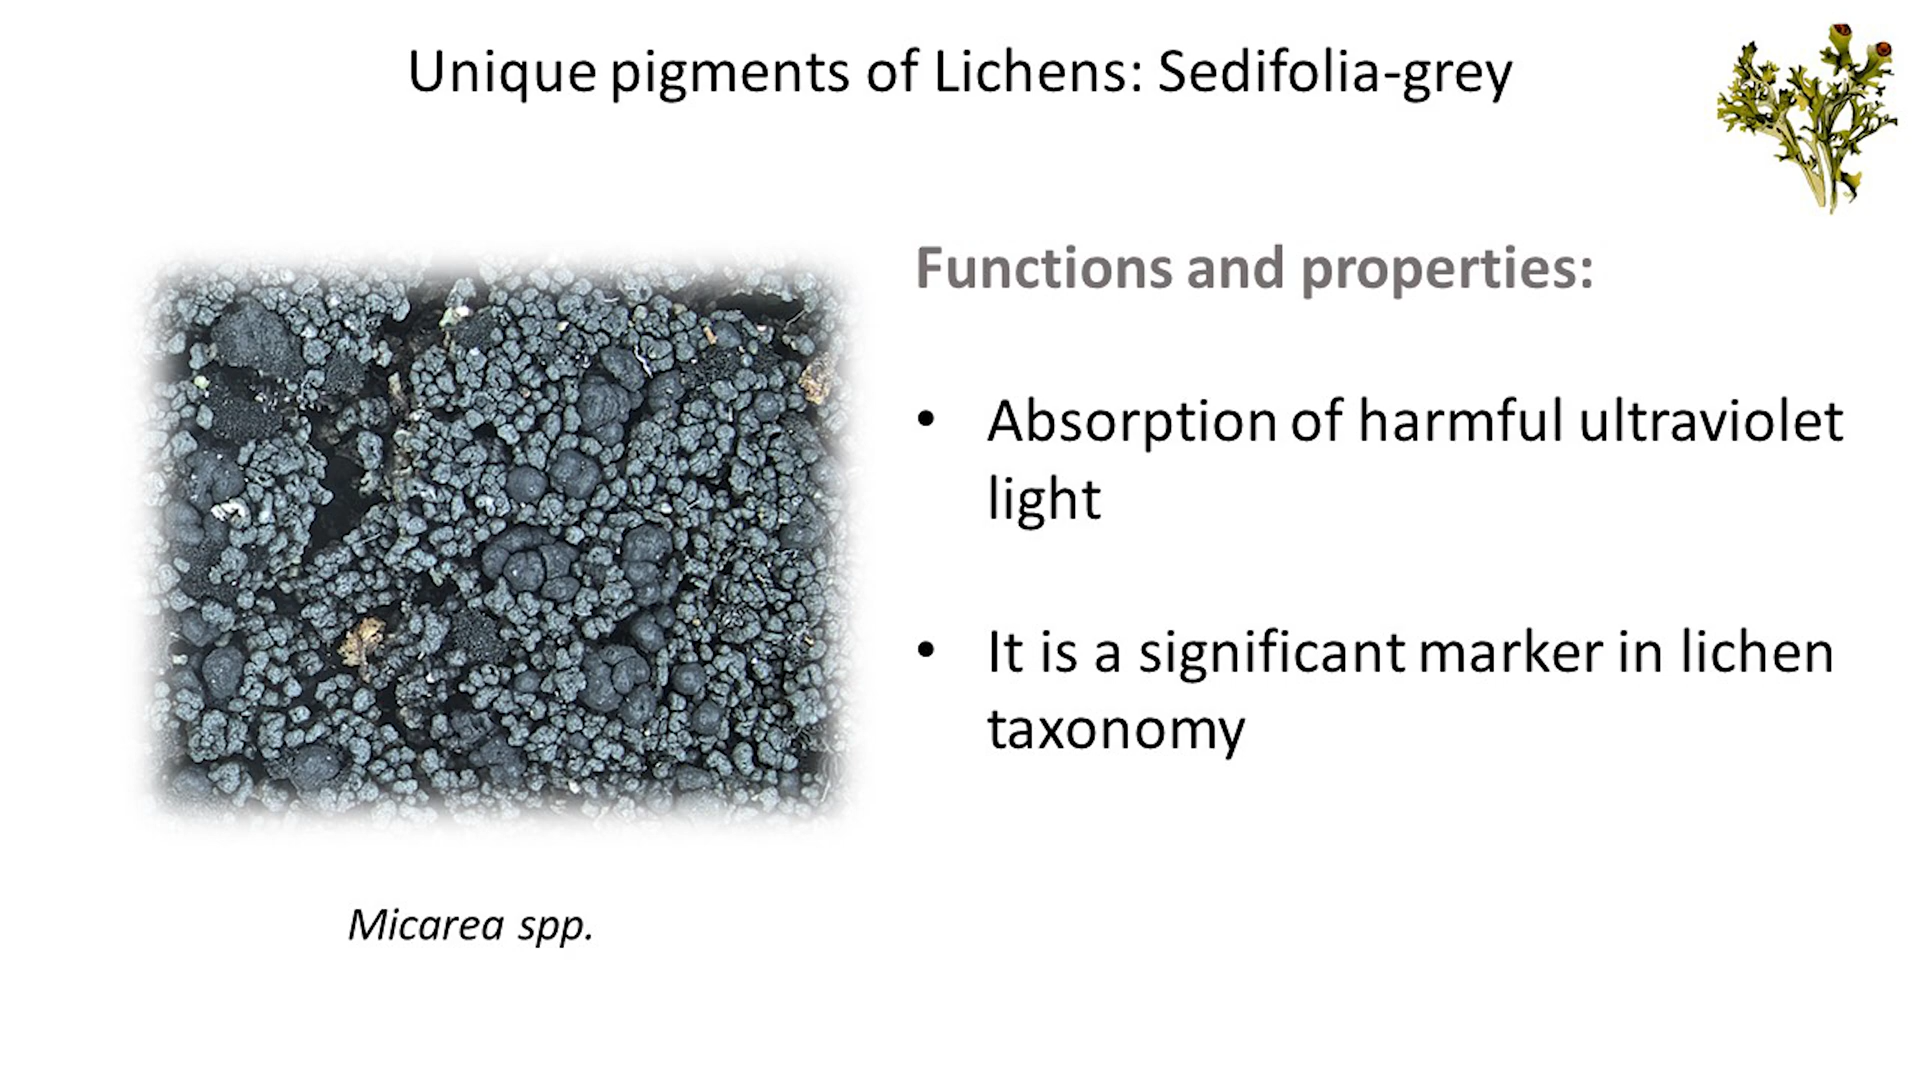 Unique pigments of Lichens: Sedifolia-grey
Functions and properties:
• Absorption of harmful ultraviolet
light
• It is a significant marker in lichen
taxonomy
Micarea spp.